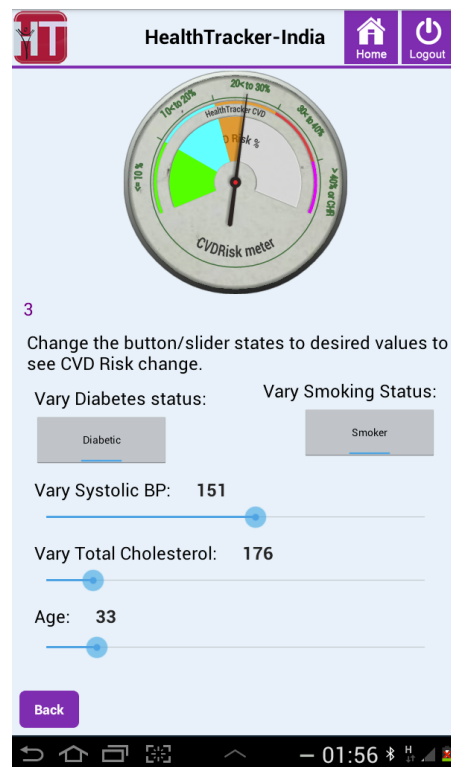 HealthTracker-India
Home
Logout
<= 10 %
10< to 20%
20< to 30%
30< to 40%
> 40% or CHR
HealthTracker CVD
Risk %
CVDRisk meter
3
Change the button/slider states to desired values to
see CVD Risk change.
Vary Diabetes status:
Vary Smoking Status:
Diabetic
Smoker
Vary Systolic BP: 151
Vary Total Cholesterol: 176
Age: 33
Back
01:56
H